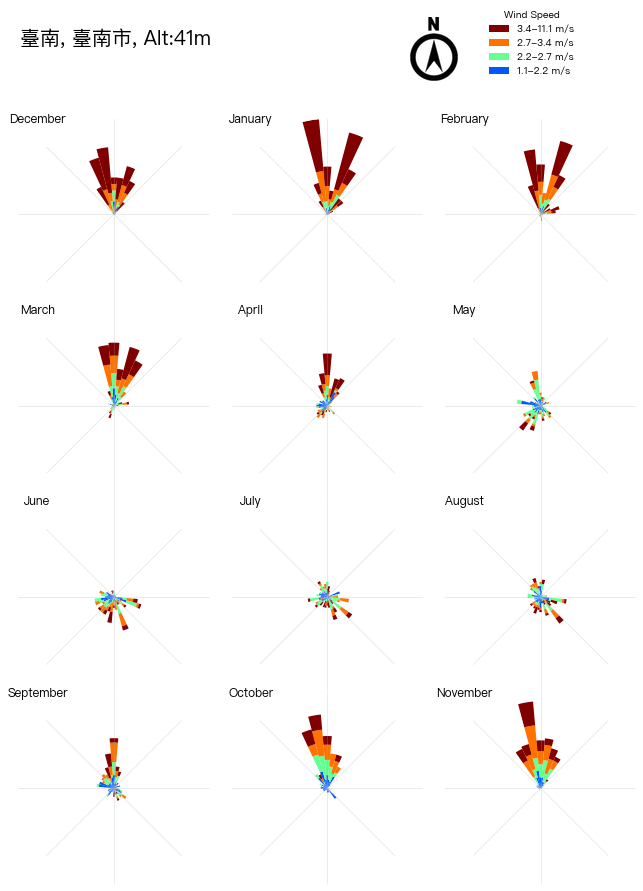 臺南, 臺南市, Alt:41m
N
Wind Speed
3.4–11.1 m/s
2.7–3.4 m/s
2.2–2.7 m/s
1.1–2.2 m/s
December
January
February
March
April
May
June
July
August
September
October
November